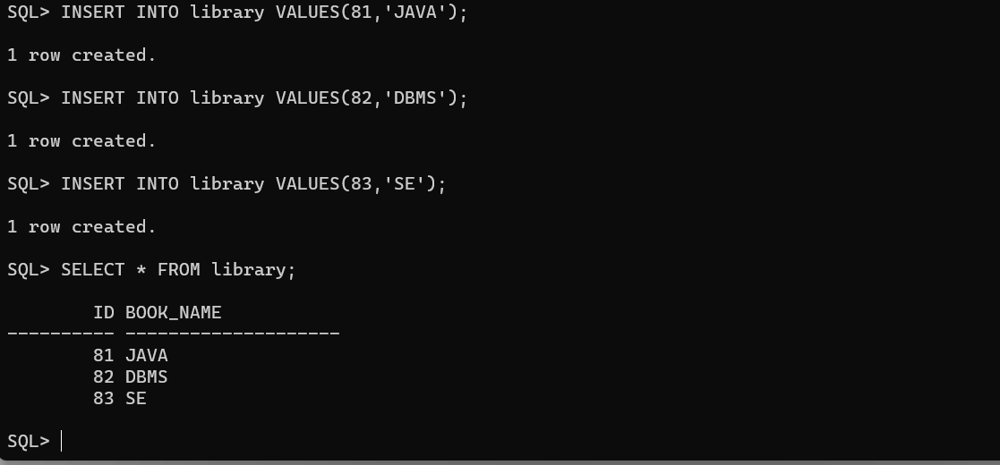 SQL> INSERT INTO library VALUES(81,'JAVA');
1 row created.
SQL> INSERT INTO library VALUES(82,'DBMS');
1 row created.
SQL> INSERT INTO library VALUES(83,'SE');
1 row created.
SQL> SELECT * FROM library;
        ID BOOK_NAME
---------- --------------------
        81 JAVA
        82 DBMS
        83 SE
SQL>